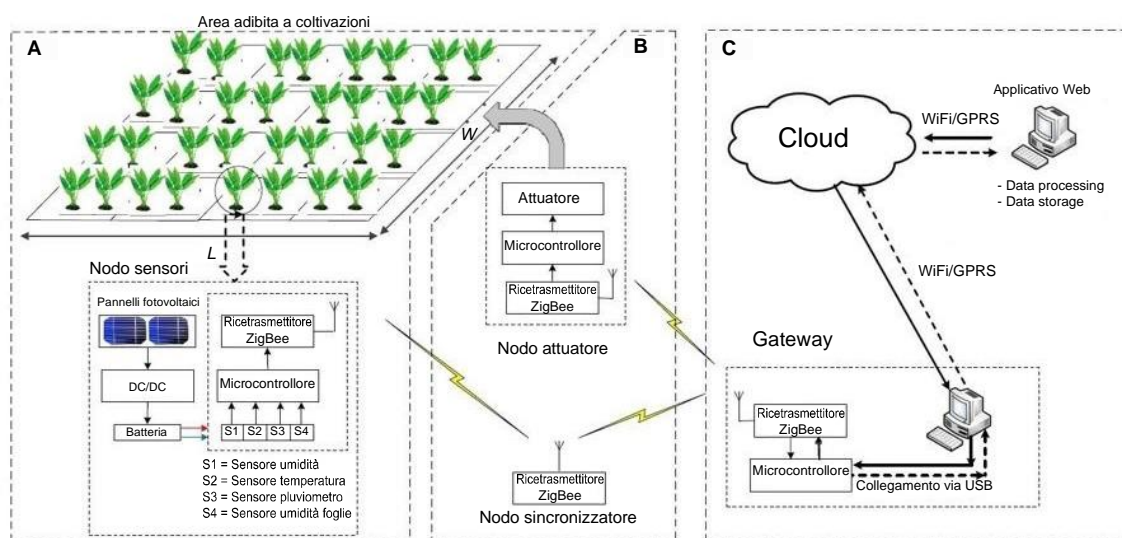 Area adibita a coltivazioni
A
W
L
Nodo sensori
Pannelli fotovoltaici
DC/DC
Batteria
Ricetrasmettitore
ZigBee
Microcontrollore
S1 S2 S3 S4
S1 = Sensore umidità
S2 = Sensore temperatura
S3 = Sensore pluviometro
S4 = Sensore umidità foglie
B
Attuatore
Microcontrollore
Ricetrasmettitore
ZigBee
Nodo attuatore
Ricetrasmettitore
ZigBee
Nodo sincronizzatore
C
Cloud
WiFi/GPRS
Applicativo Web
- Data processing
- Data storage
WiFi/GPRS
Gateway
Ricetrasmettitore
ZigBee
Microcontrollore
Collegamento via USB